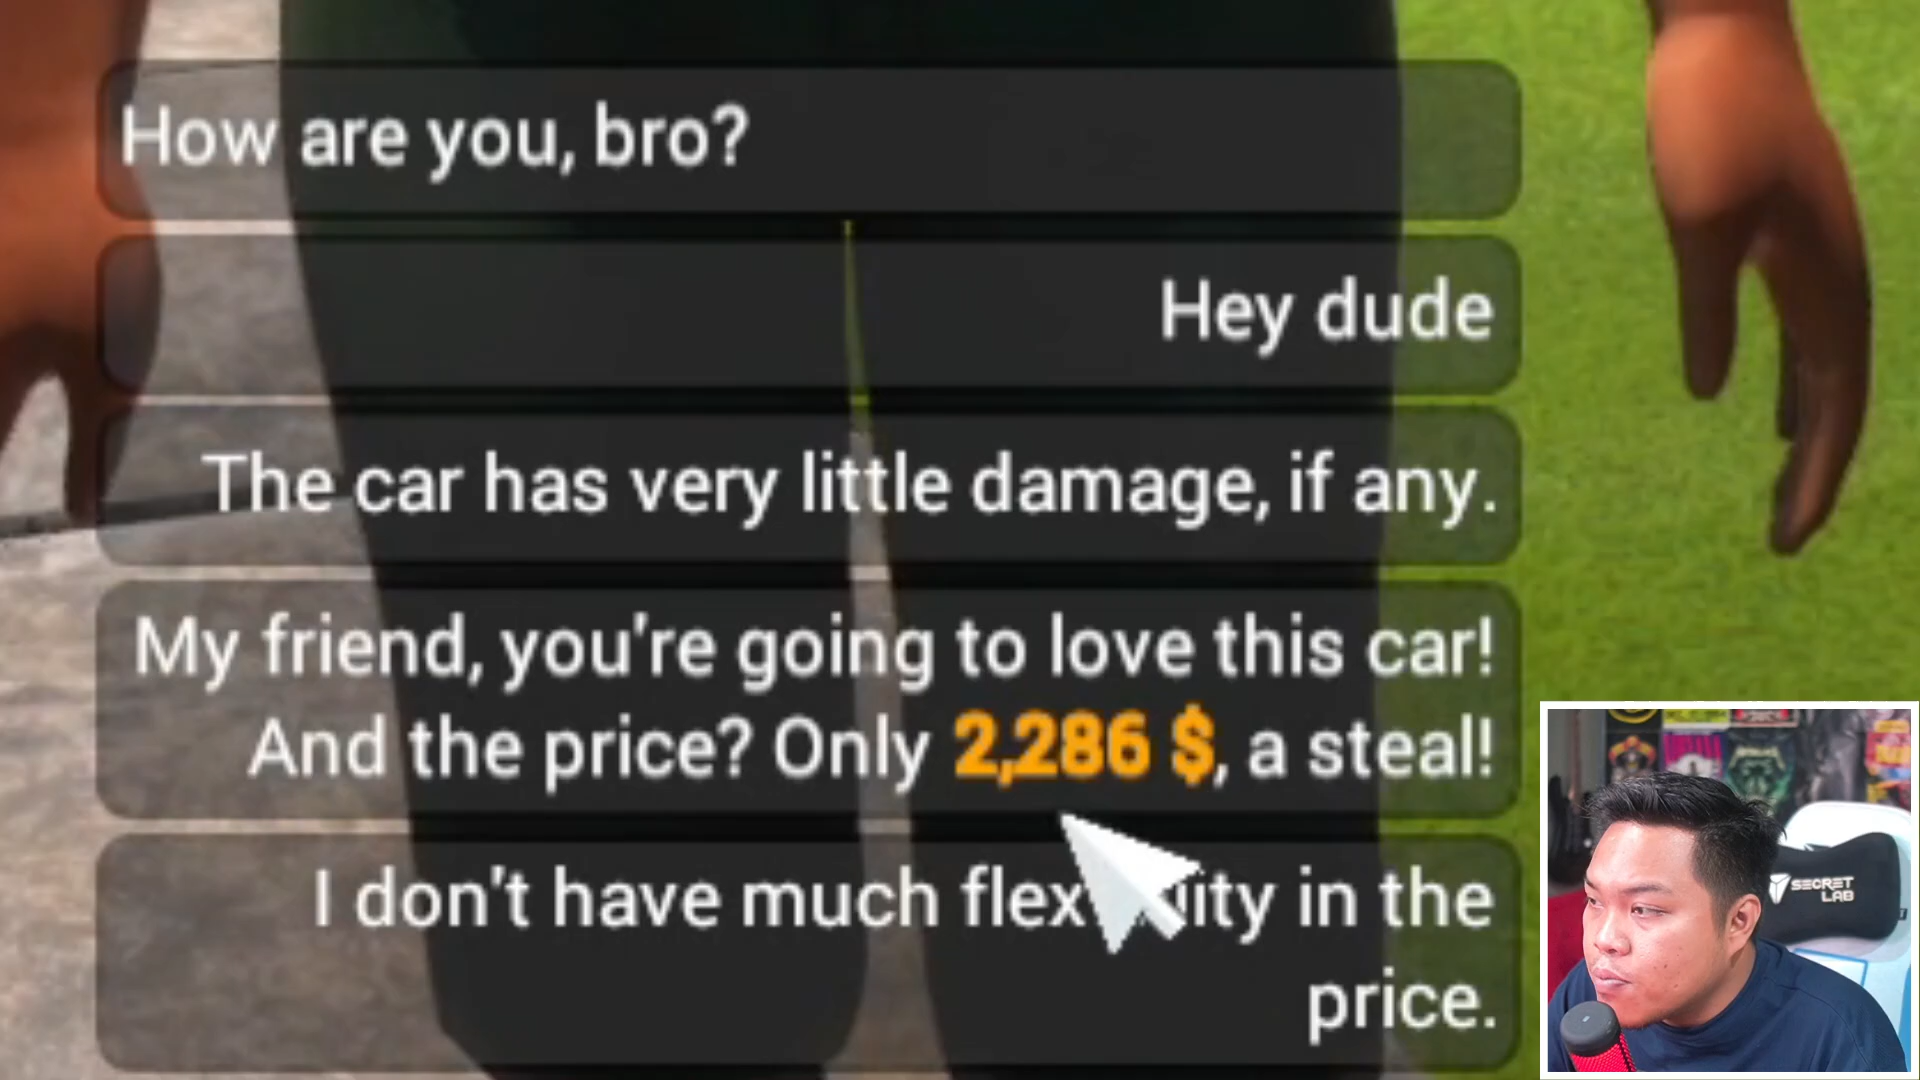 How are you, bro?
Hey dude
The car has very little damage, if any.
My friend, you're going to love this car!
And the price? Only 2,286 $, a steal!
I don't have much in the
price.
SECRET
LAB